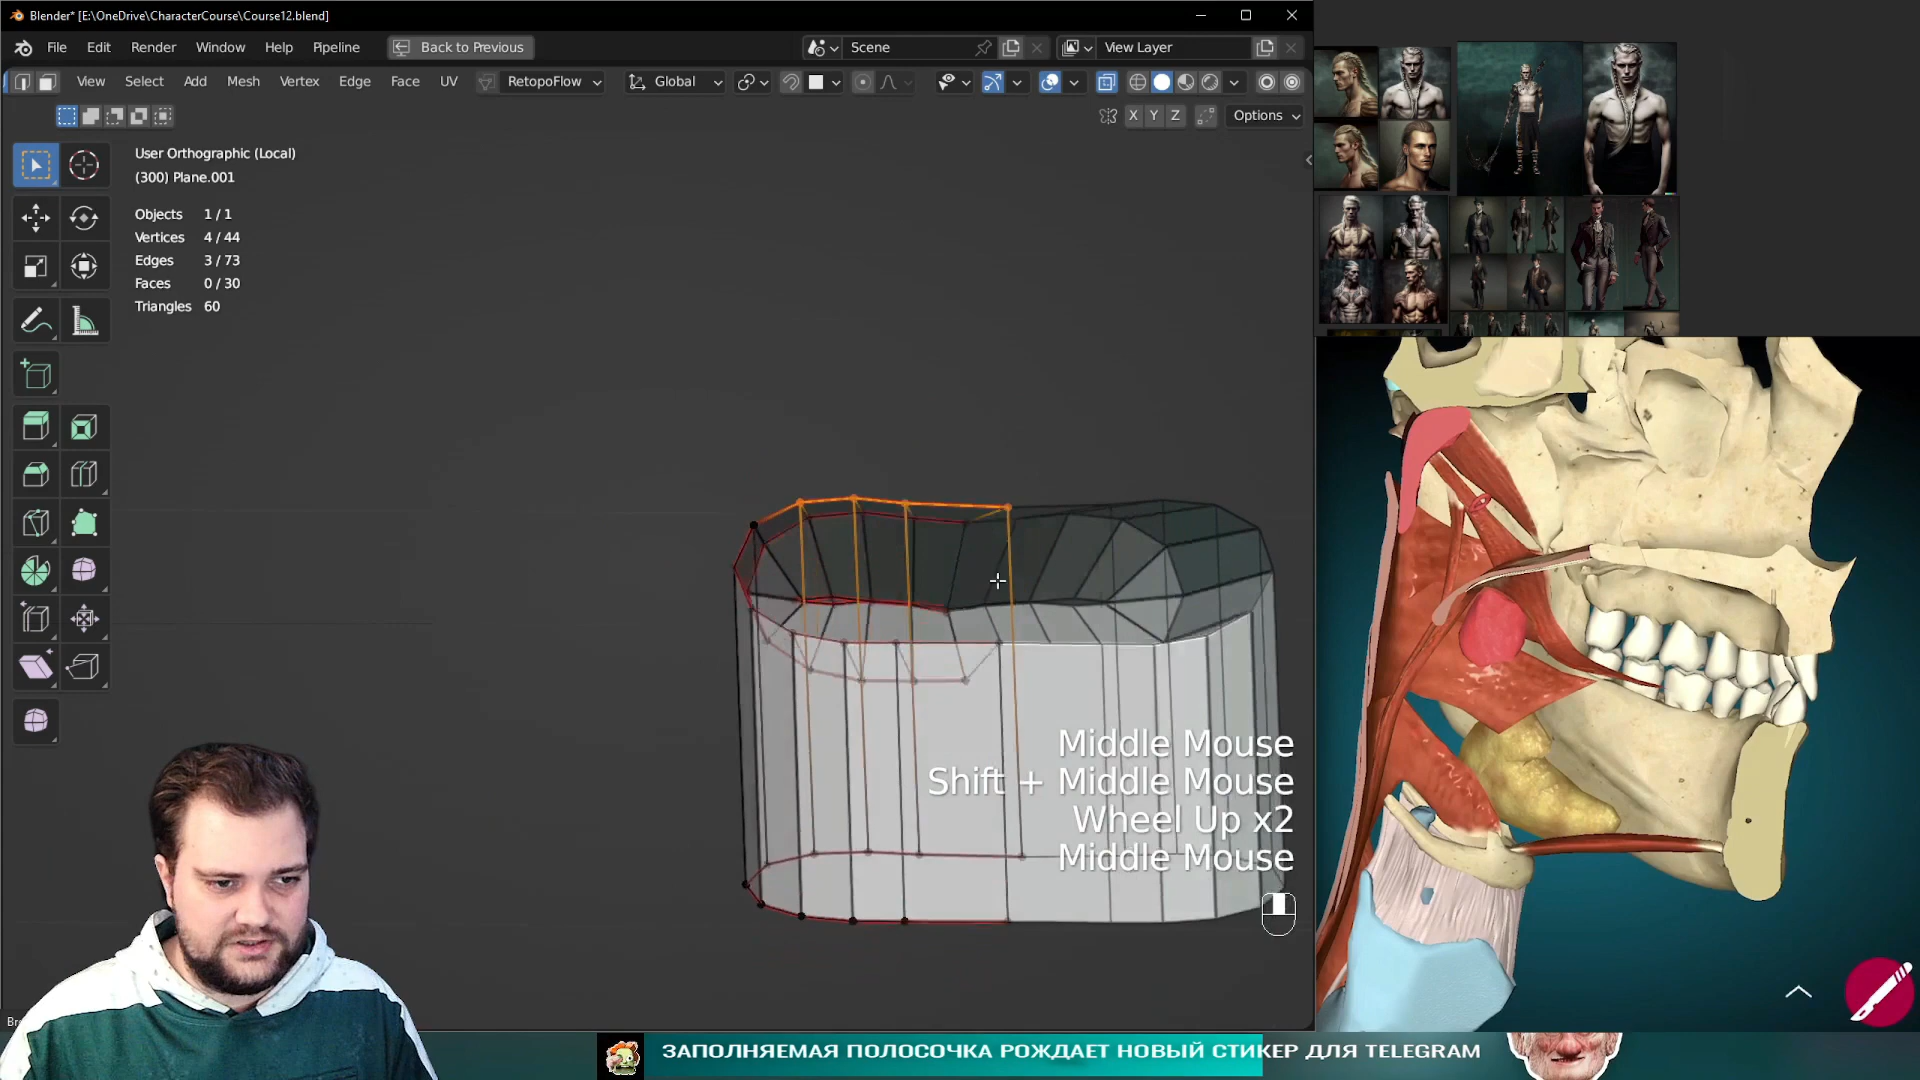 Blender* [E:\OneDrive\CharacterCourse\Course12.blend]
File Edit Render Window Help Pipeline Back to Previous Scene View Layer
View Select Add Mesh Vertex Edge Face UV RetopoFlow Global
X Y Z Options
User Orthographic (Local)
(300) Plane.001
Objects 1 / 1
Vertices 4 / 44
Edges 3 / 73
Faces 0 / 30
Triangles 60
Middle Mouse
Shift + Middle Mouse
Wheel Up x2
Middle Mouse
ЗАПОЛНЯЕМАЯ ПОЛОСОЧКА РОЖДАЕТ НОВЫЙ СТИКЕР ДЛЯ TELEGRAM